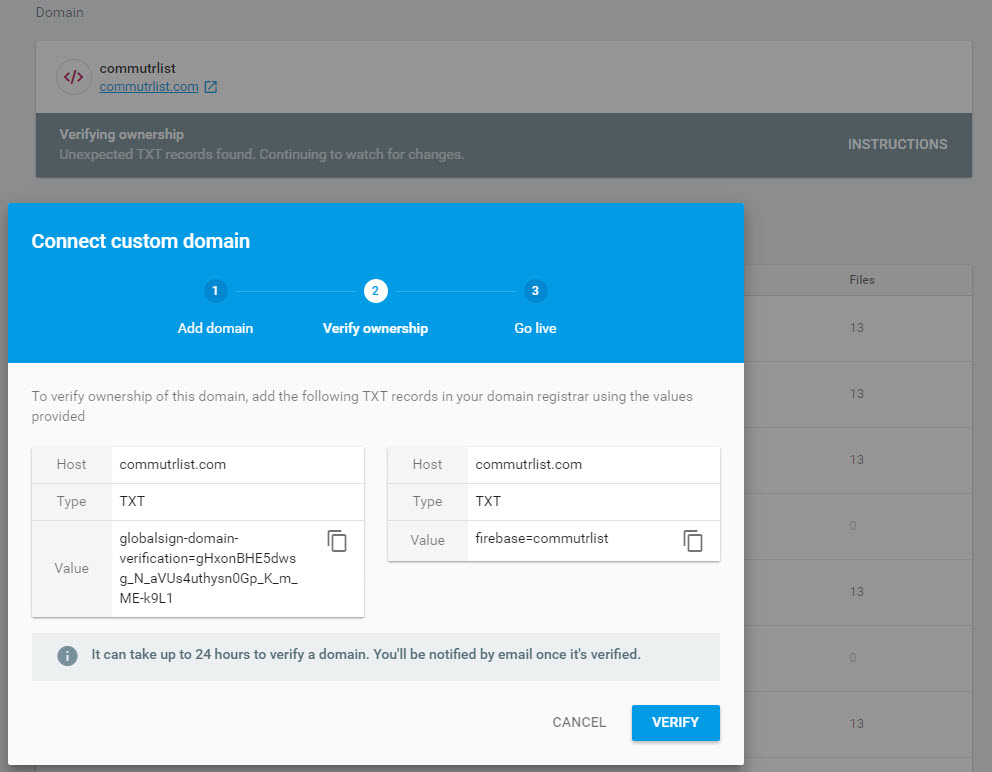 Domain
</>
commutrlist
commutrlist.com
Verifying ownership
Unexpected TXT records found. Continuing to watch for changes.
INSTRUCTIONS
Connect custom domain
1 2 3
Add domain Verify ownership Go live
To verify ownership of this domain, add the following TXT records in your domain registrar using the values
provided
Host commutrlist.com
Type TXT
Value
globalsign-domain-
verification=gHxonBHE5dws
g_N_aVUs4uthysn0Gp_K_m_
ME-k9L1
Host commutrlist.com
Type TXT
Value firebase=commutrlist
It can take up to 24 hours to verify a domain. You'll be notified by email once it's verified.
CANCEL VERIFY
Files
13
13
13
0
13
0
13